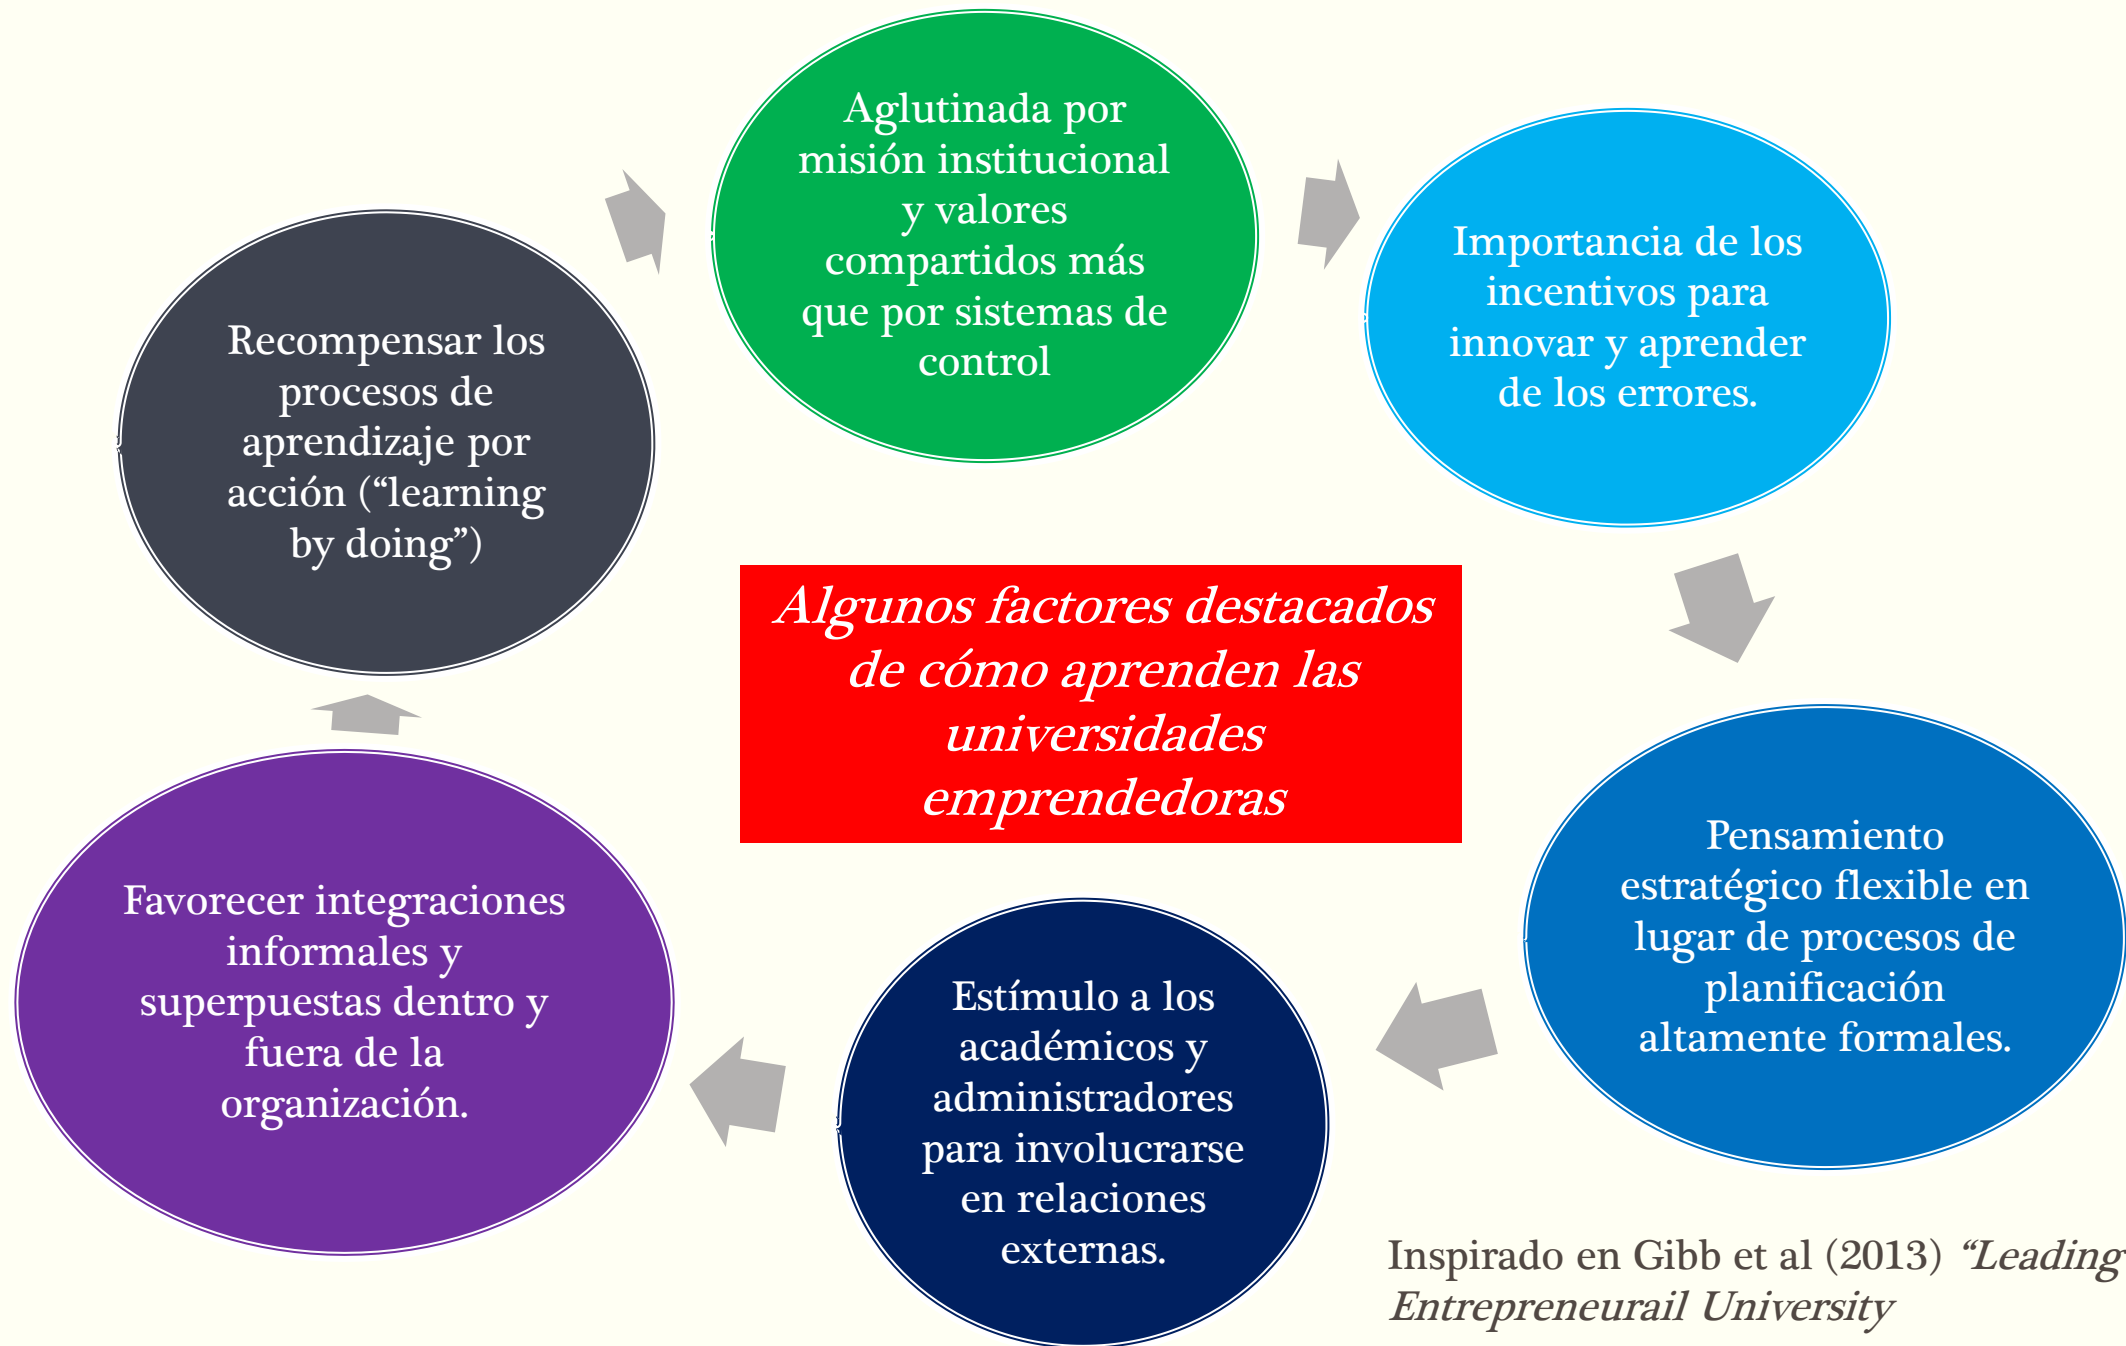 Aglutinada por
misión institucional
y valores
compartidos más
que por sistemas de
control
Importancia de los
incentivos para
innovar y aprender
de los errores.
Pensamiento
estratégico flexible en
lugar de procesos de
planificación
altamente formales.
Estímulo a los
académicos y
administradores
para involucrarse
en relaciones
externas.
Favorecer integraciones
informales y
superpuestas dentro y
fuera de la
organización.
Recompensar los
procesos de
aprendizaje por
acción (“learning
by doing”)
Algunos factores destacados
de cómo aprenden las
universidades
emprendedoras
Inspirado en Gibb et al (2013) “Leading
Entrepreneurail University